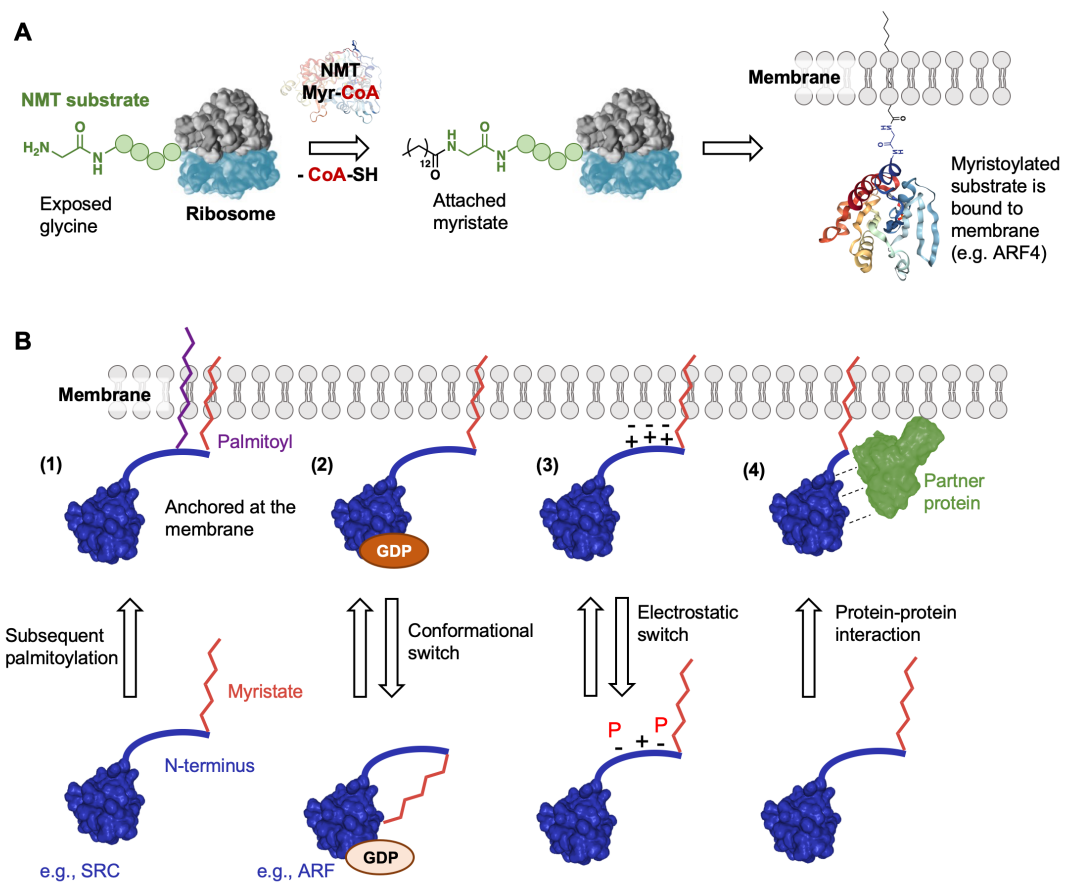 A
NMT substrate
H₂N
O
N
H
Exposed
glycine
Ribosome
NMT
Myr-CoA
- CoA-SH
12
O
H
N
O
N
H
Attached
myristate
Membrane
O
HN
O
N
H
Myristoylated
substrate is
bound to
membrane
(e.g. ARF4)
B
Membrane
Palmitoyl
(1)
Anchored at the
membrane
(2)
GDP
(3)
- - -
+ + +
(4)
Partner
protein
Subsequent
palmitoylation
Conformational
switch
Electrostatic
switch
Protein-protein
interaction
Myristate
N-terminus
e.g., SRC
GDP
e.g., ARF
P P
- + -